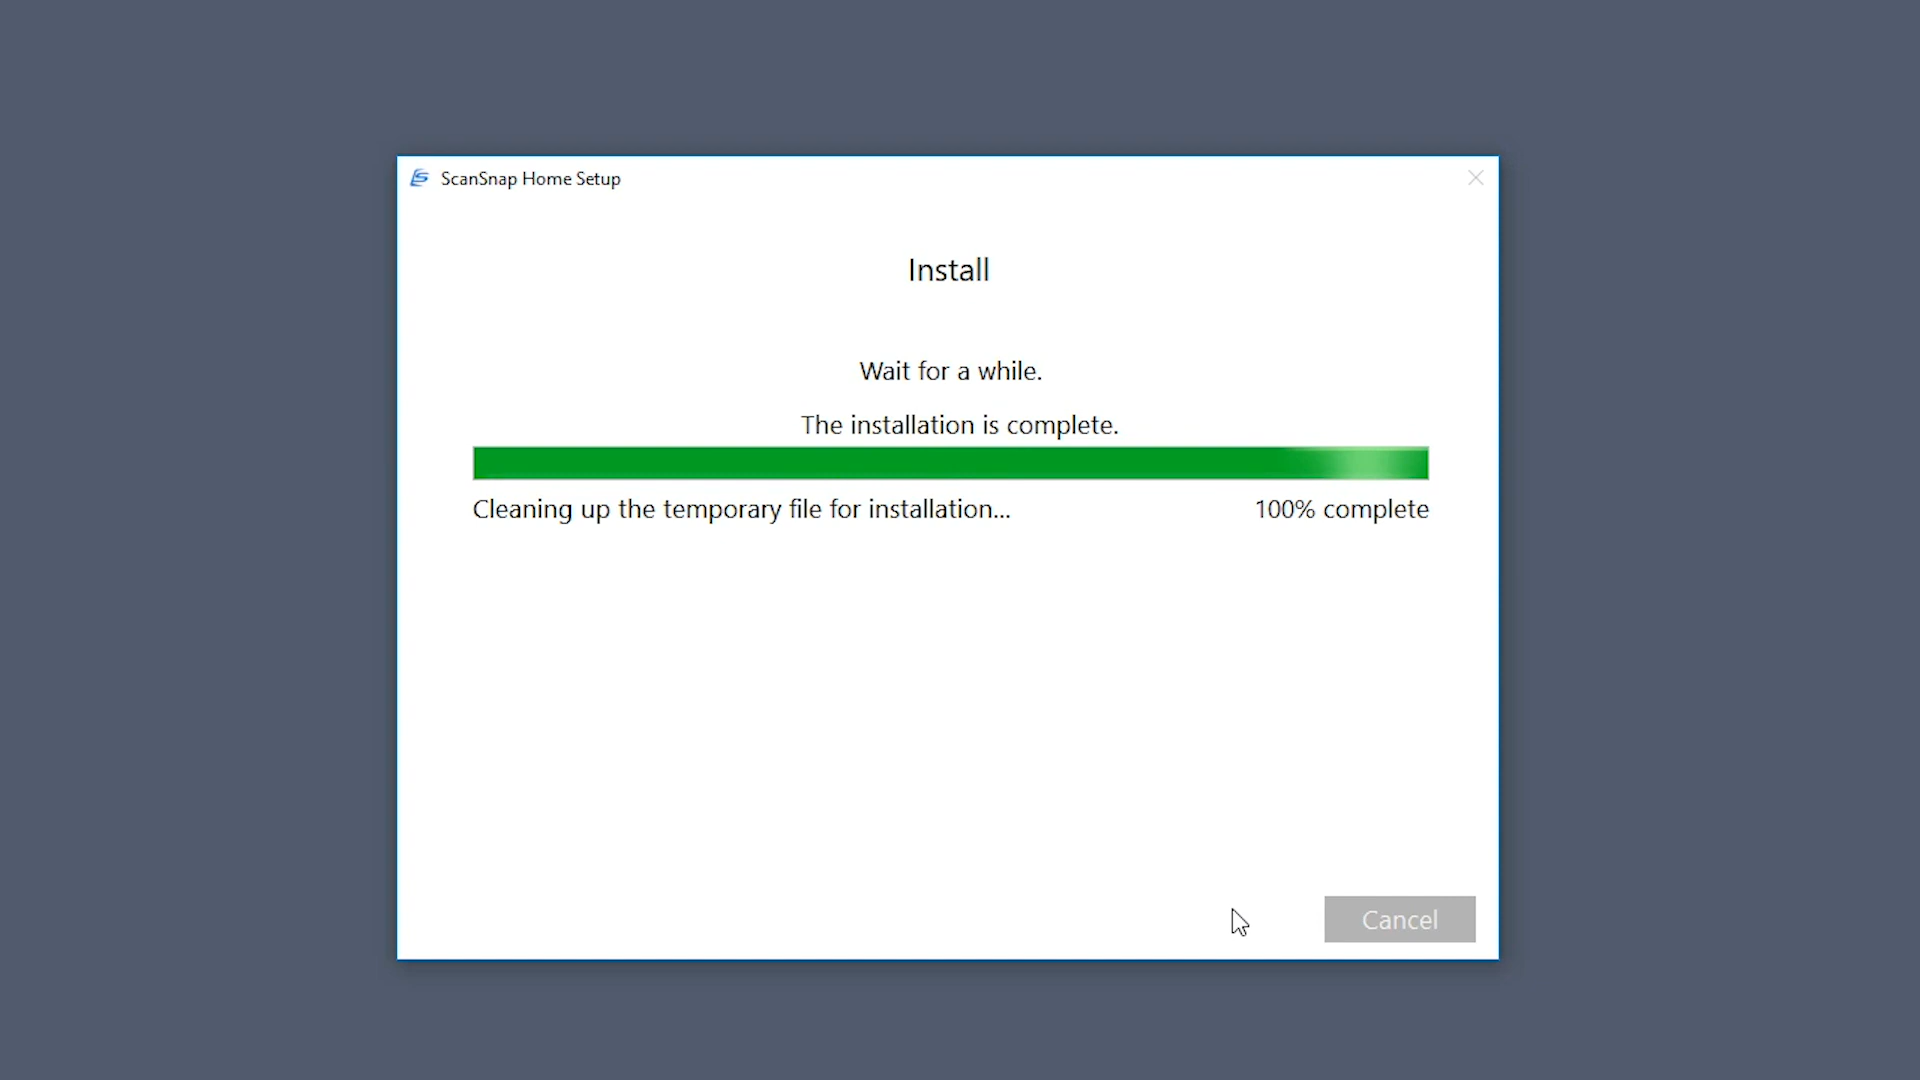 ScanSnap Home Setup
Install
Wait for a while.
The installation is complete.
Cleaning up the temporary file for installation...
100% complete
Cancel